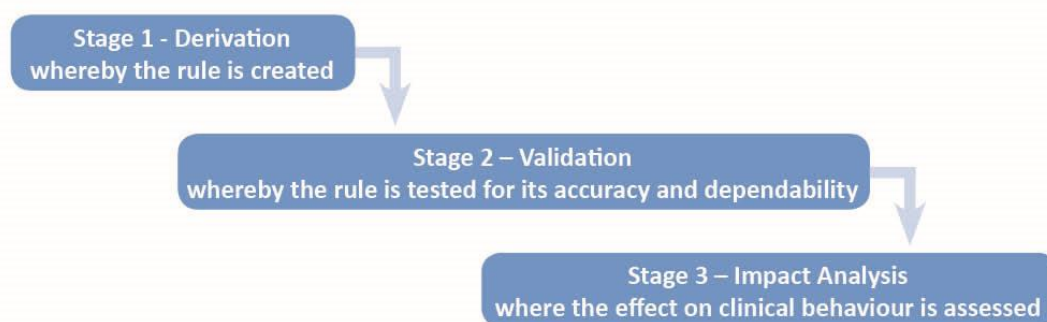 Stage 1 - Derivation
whereby the rule is created
Stage 2 – Validation
whereby the rule is tested for its accuracy and dependability
Stage 3 – Impact Analysis
where the effect on clinical behaviour is assessed